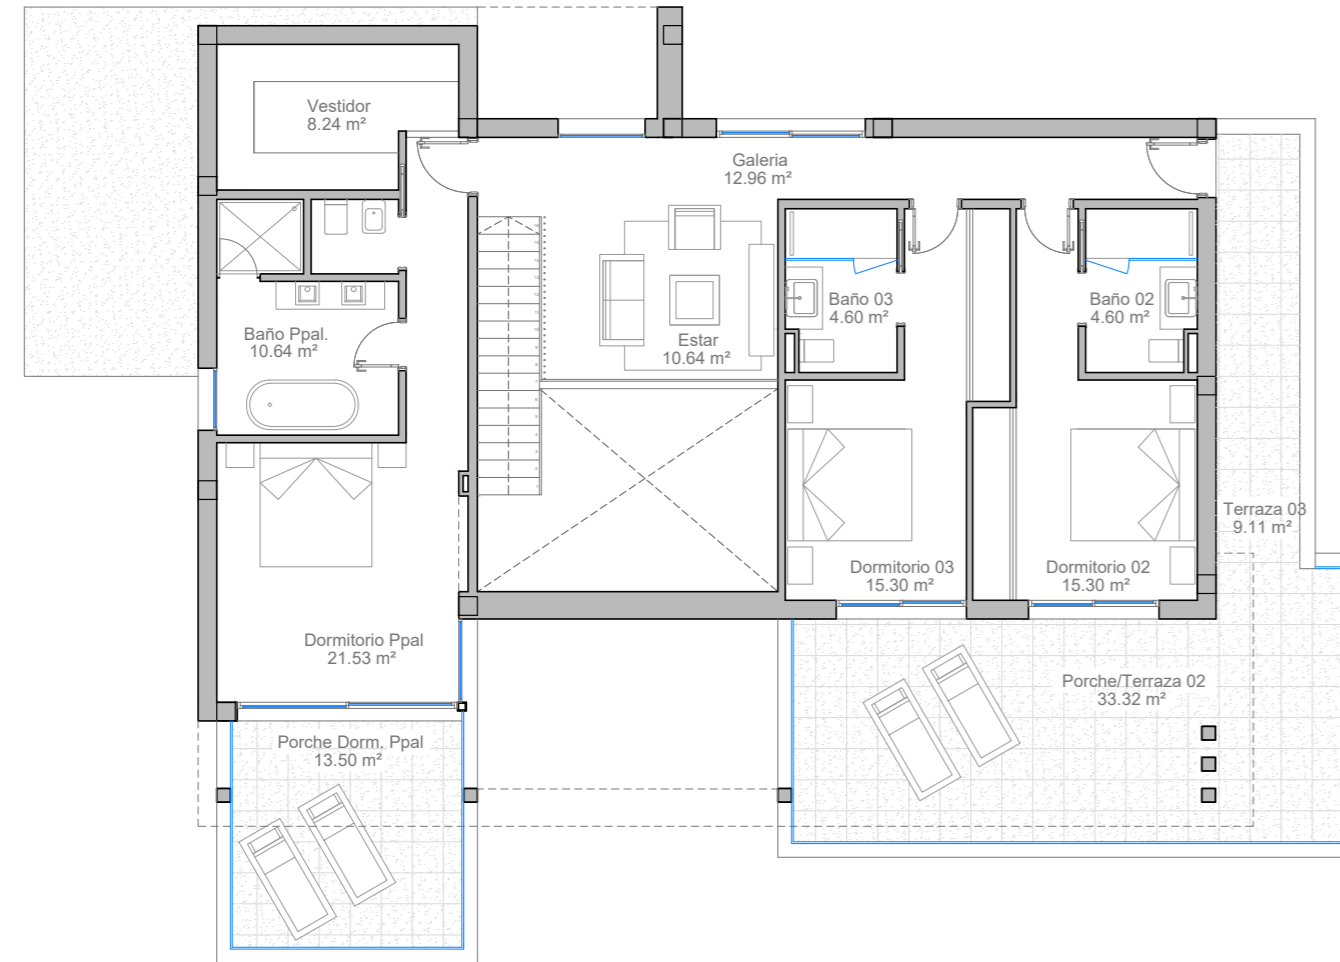 Vestidor
8.24 m²
Galeria
12.96 m²
Baño 03
4.60 m²
Baño 02
4.60 m²
Baño Ppal.
10.64 m²
Estar
10.64 m²
Terraza 03
9.11 m²
Dormitorio 03
15.30 m²
Dormitorio 02
15.30 m²
Dormitorio Ppal
21.53 m²
Porche/Terraza 02
33.32 m²
Porche Dorm. Ppal
13.50 m²